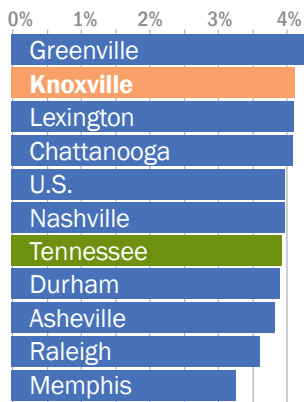 0% 1% 2% 3% 4%
Greenville
Knoxville
Lexington
Chattanooga
U.S.
Nashville
Tennessee
Durham
Asheville
Raleigh
Memphis